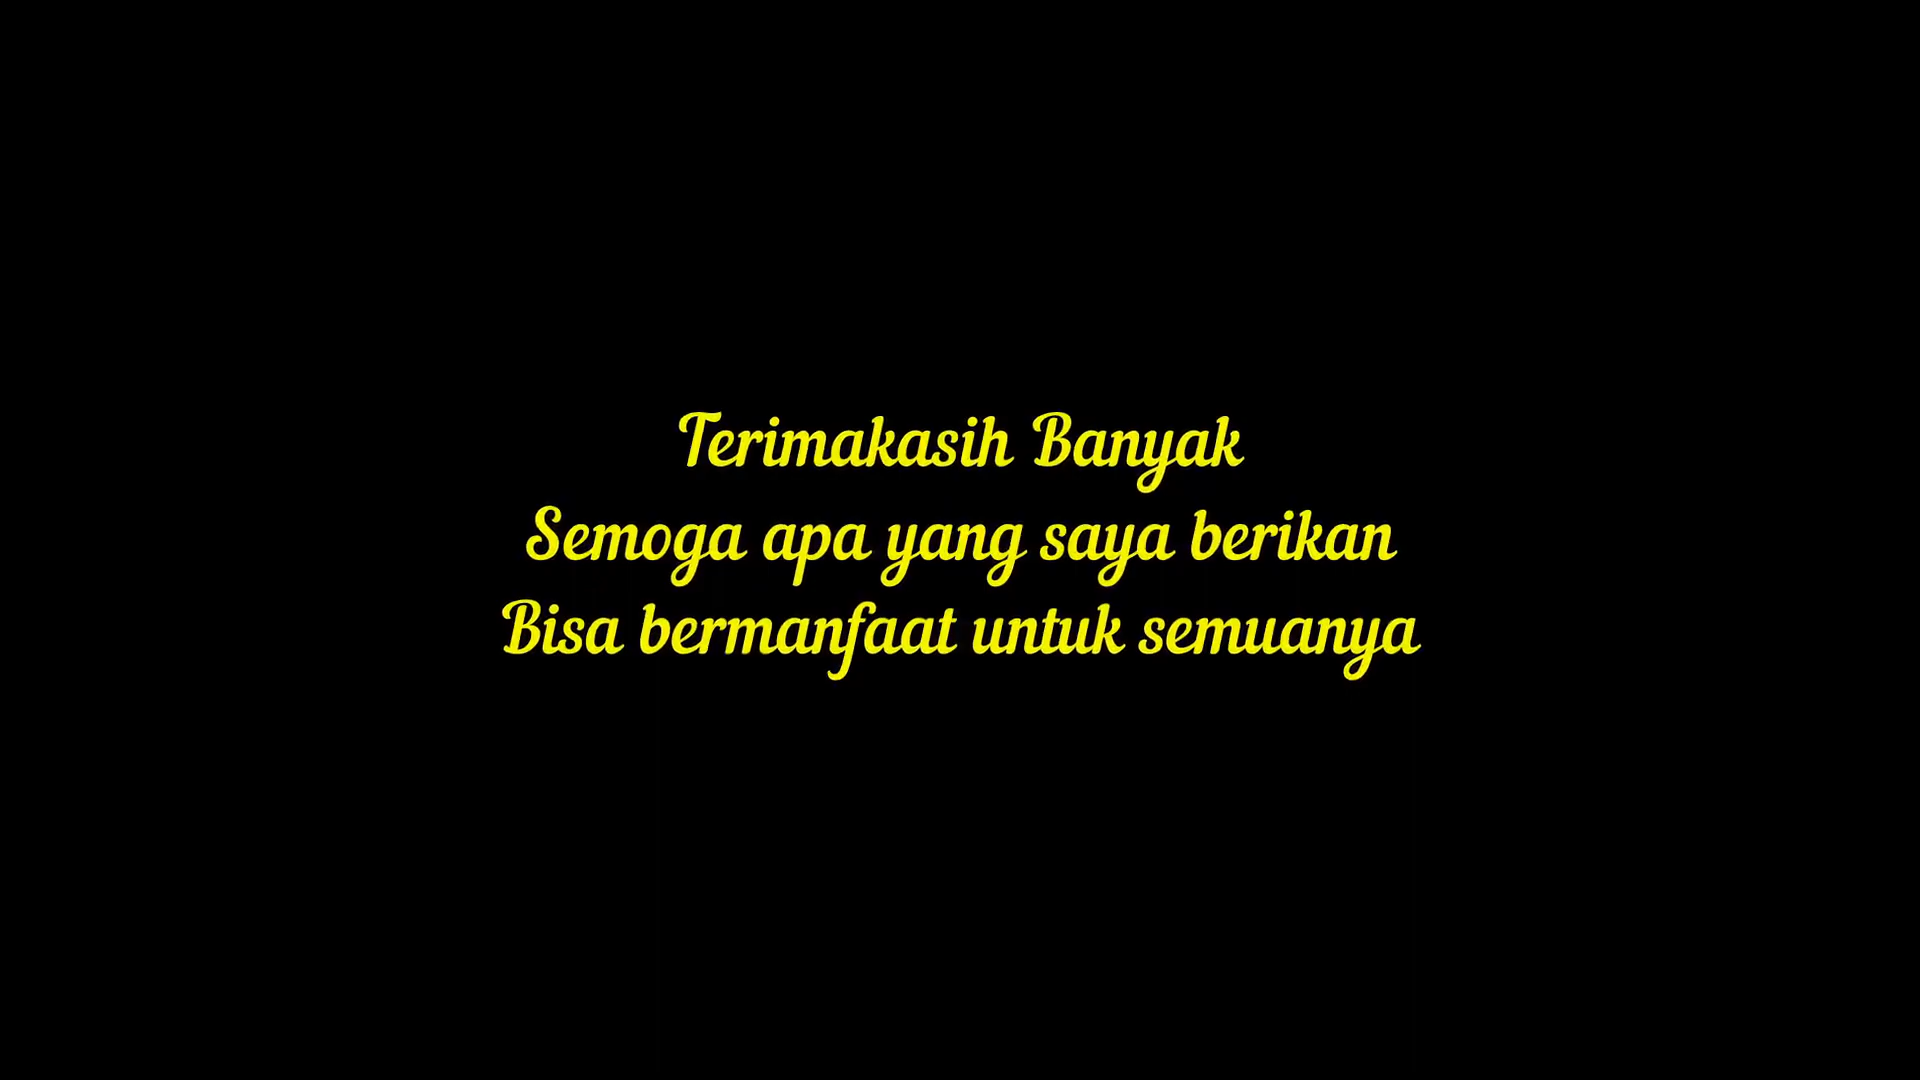 Terimakasih Banyak
Semoga apa yang saya berikan
Bisa bermanfaat untuk semuanya